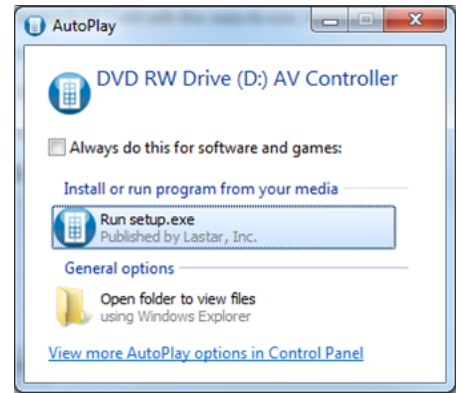 AutoPlay
DVD RW Drive (D:) AV Controller
Always do this for software and games:
Install or run program from your media
Run setup.exe
Published by Lastar, Inc.
General options
Open folder to view files
using Windows Explorer
View more AutoPlay options in Control Panel